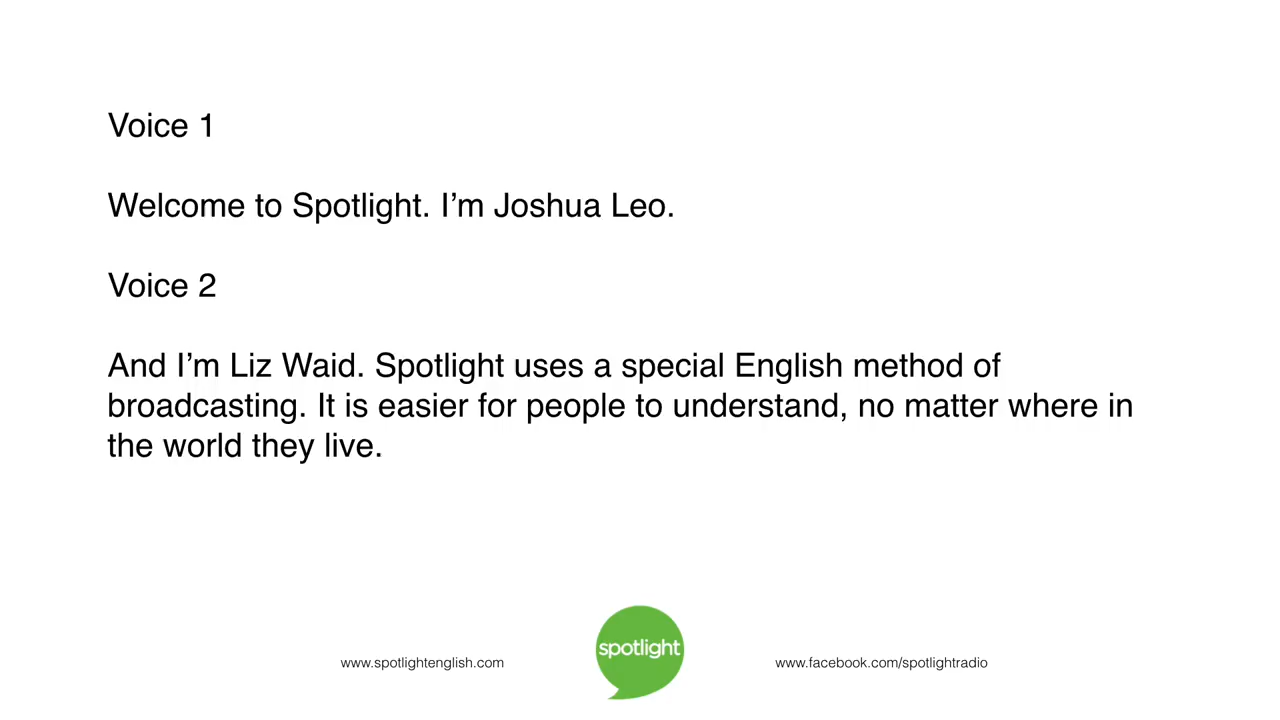 Voice 1
Welcome to Spotlight. I’m Joshua Leo.
Voice 2
And I’m Liz Waid. Spotlight uses a special English method of
broadcasting. It is easier for people to understand, no matter where in
the world they live.
www.spotlightenglish.com
spotlight
www.facebook.com/spotlightradio